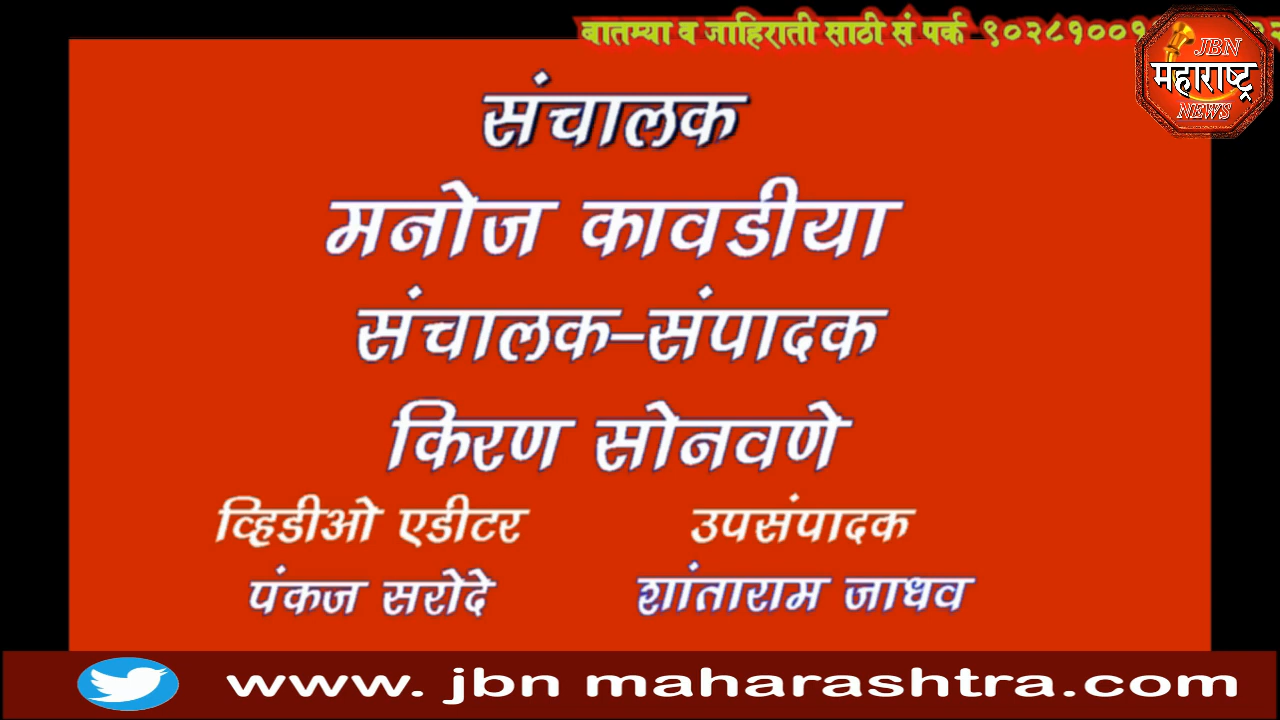 बातम्या व जाहिराती साठी सं पर्क ९०२८१००१
JBN
महाराष्ट्र
NEWS
संचालक
मनोज कावडीया
संचालक-संपादक
किरण सोनवणे
व्हिडीओ एडीटर उपसंपादक
पंकज सरोदे शांताराम जाधव
www. jbn maharashtra.com